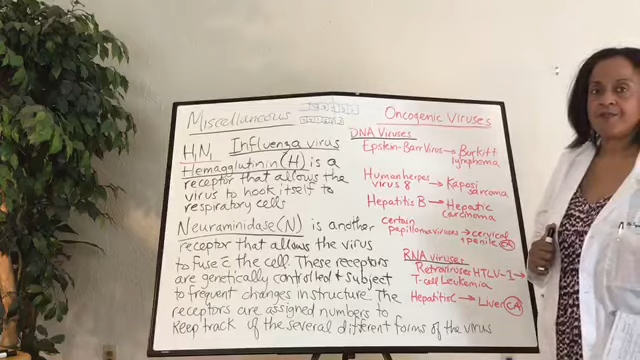 Miscellaneous
H1N1 Influenza virus
Hemagglutinin (H) is a
receptor that allows the
virus to hook itself to
respiratory cells
Neuraminidase (N) is another
receptor that allows the virus
to fuse c̄ the cell. These receptors
are genetically controlled + subject
to frequent changes in structure. The
receptors are assigned numbers to
keep track of the several different forms of the virus
Oncogenic Viruses
DNA Viruses
Epstein-Barr Virus → Burkitt
lymphoma
Human herpes
virus 8 → Kaposi
sarcoma
Hepatitis B → Hepatic
carcinoma
certain
papillomaviruses → cervical
+ penile CA
RNA viruses
Retroviruses HTLV-1 →
T-cell Leukemia
Hepatitis C → Liver CA